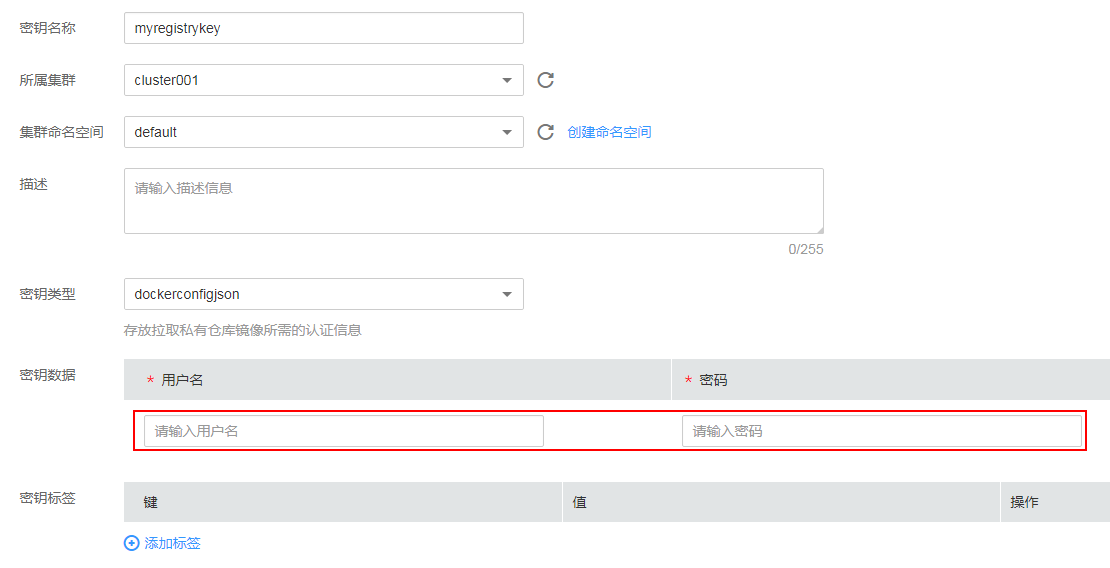 密钥名称 myregistrykey
所属集群 cluster001
集群命名空间 default 创建命名空间
描述 请输入描述信息
0/255
密钥类型 dockerconfigjson
存放拉取私有仓库镜像所需的认证信息
密钥数据 * 用户名 * 密码
请输入用户名 请输入密码
密钥标签 键 值 操作
添加标签